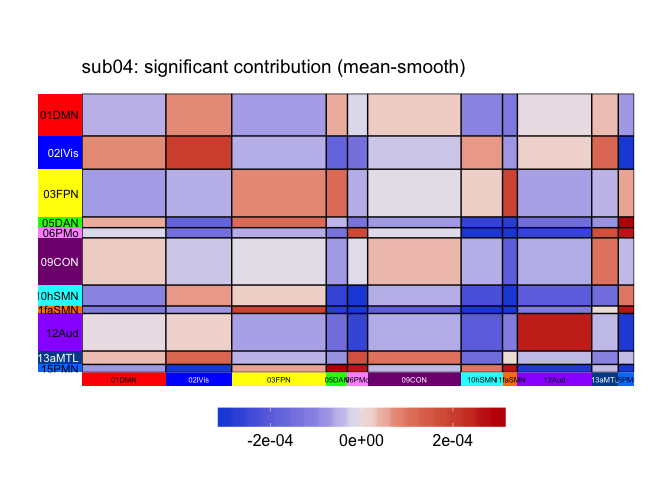 sub04: significant contribution (mean-smooth)
01DMN
02lVis
03FPN
05DAN
06PMo
09CON
10hSMN
11faSMN
12Aud
13aMTL
15PMN
01DMN 02lVis 03FPN 05DAN 06PMo 09CON 10hSMN 11faSMN 12Aud 13aMTL 15PMN
-2e-04 0e+00 2e-04